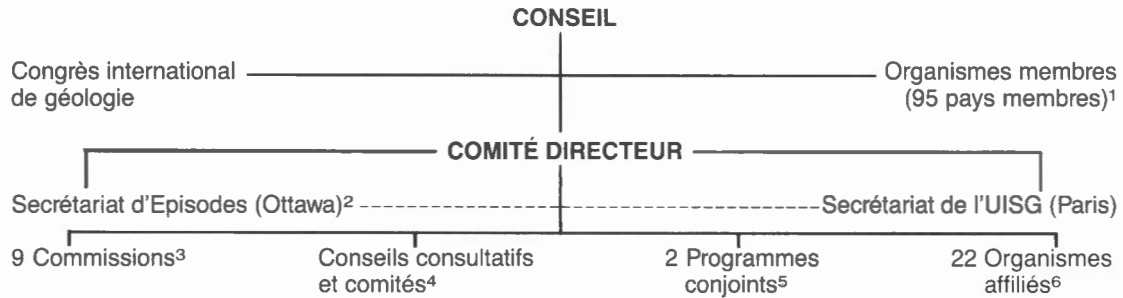 CONSEIL
Congrès international
de géologie
Organismes membres
(95 pays membres)¹
COMITÉ DIRECTEUR
Secrétariat d'Episodes (Ottawa)²
Secrétariat de l'UISG (Paris)
9 Commissions³
Conseils consultatifs
et comités⁴
2 Programmes
conjoints⁵
22 Organismes
affiliés⁶